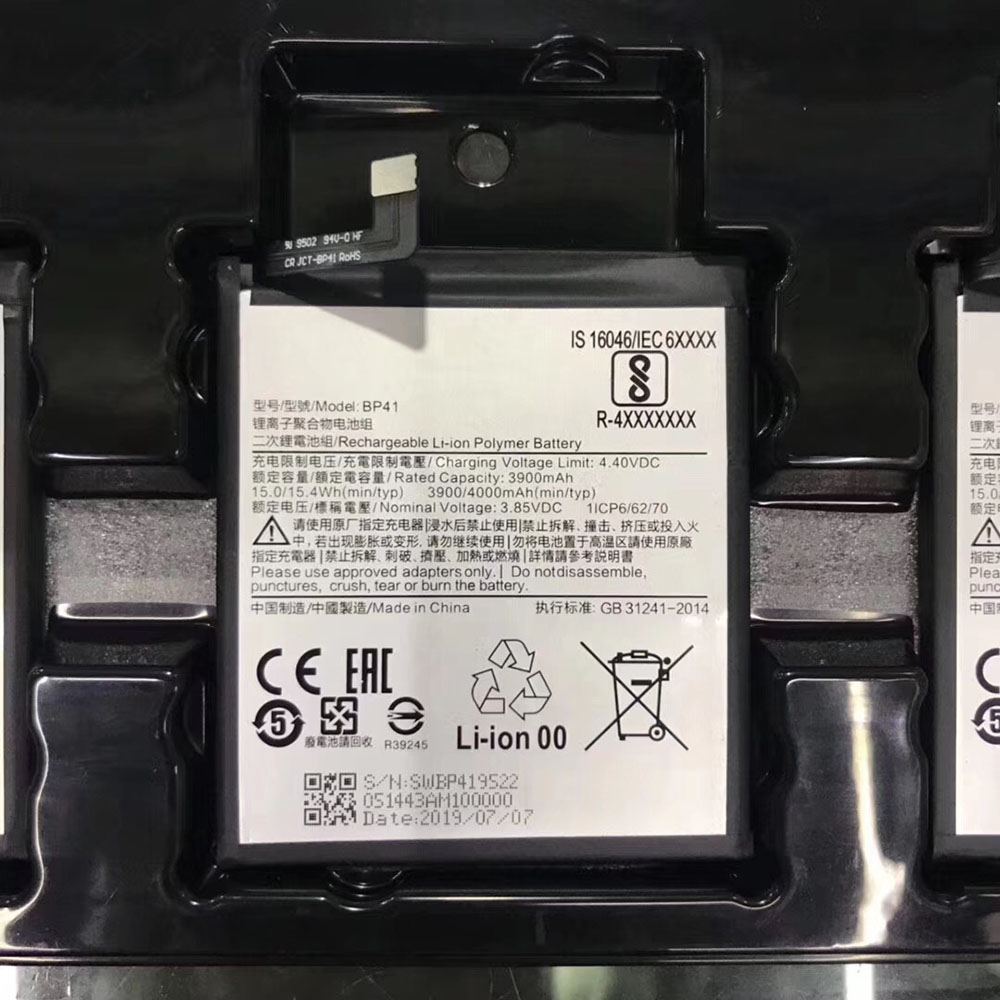 9502 94V-0 HF
CR JCT-BP41 RoHS
IS 16046/IEC 6XXXX
R-4XXXXXXX
型号/型號/Model: BP41
锂离子聚合物电池组
二次鋰電池組/Rechargeable Li-ion Polymer Battery
充电限制电压/充電限制電壓/Charging Voltage Limit: 4.40VDC
额定容量/額定電容量/Rated Capacity: 3900mAh
15.0/15.4Wh(min/typ) 3900/4000mAh(min/typ)
额定电压/標稱電壓/Nominal Voltage: 3.85VDC 1ICP6/62/70
请使用原厂指定充电器|浸水后禁止使用|禁止拆解、撞击、挤压或投入火
中, 若出现膨胀或变形, 请勿继续使用|勿将电池置于高温区請使用原廠
指定充電器|禁止拆解、刺破、擠壓、加熱或燃燒|詳情請參考說明書
Please use approved adapters only. | Do not disassemble,
punctures, crush, tear or burn the battery.
中国制造/中國製造/Made in China 执行标准: GB 31241-2014
CE EAC
5
廢電池請回收 R39245
Li-ion 00
S/N:SWBP419522
051443AM100000
Date:2019/07/07